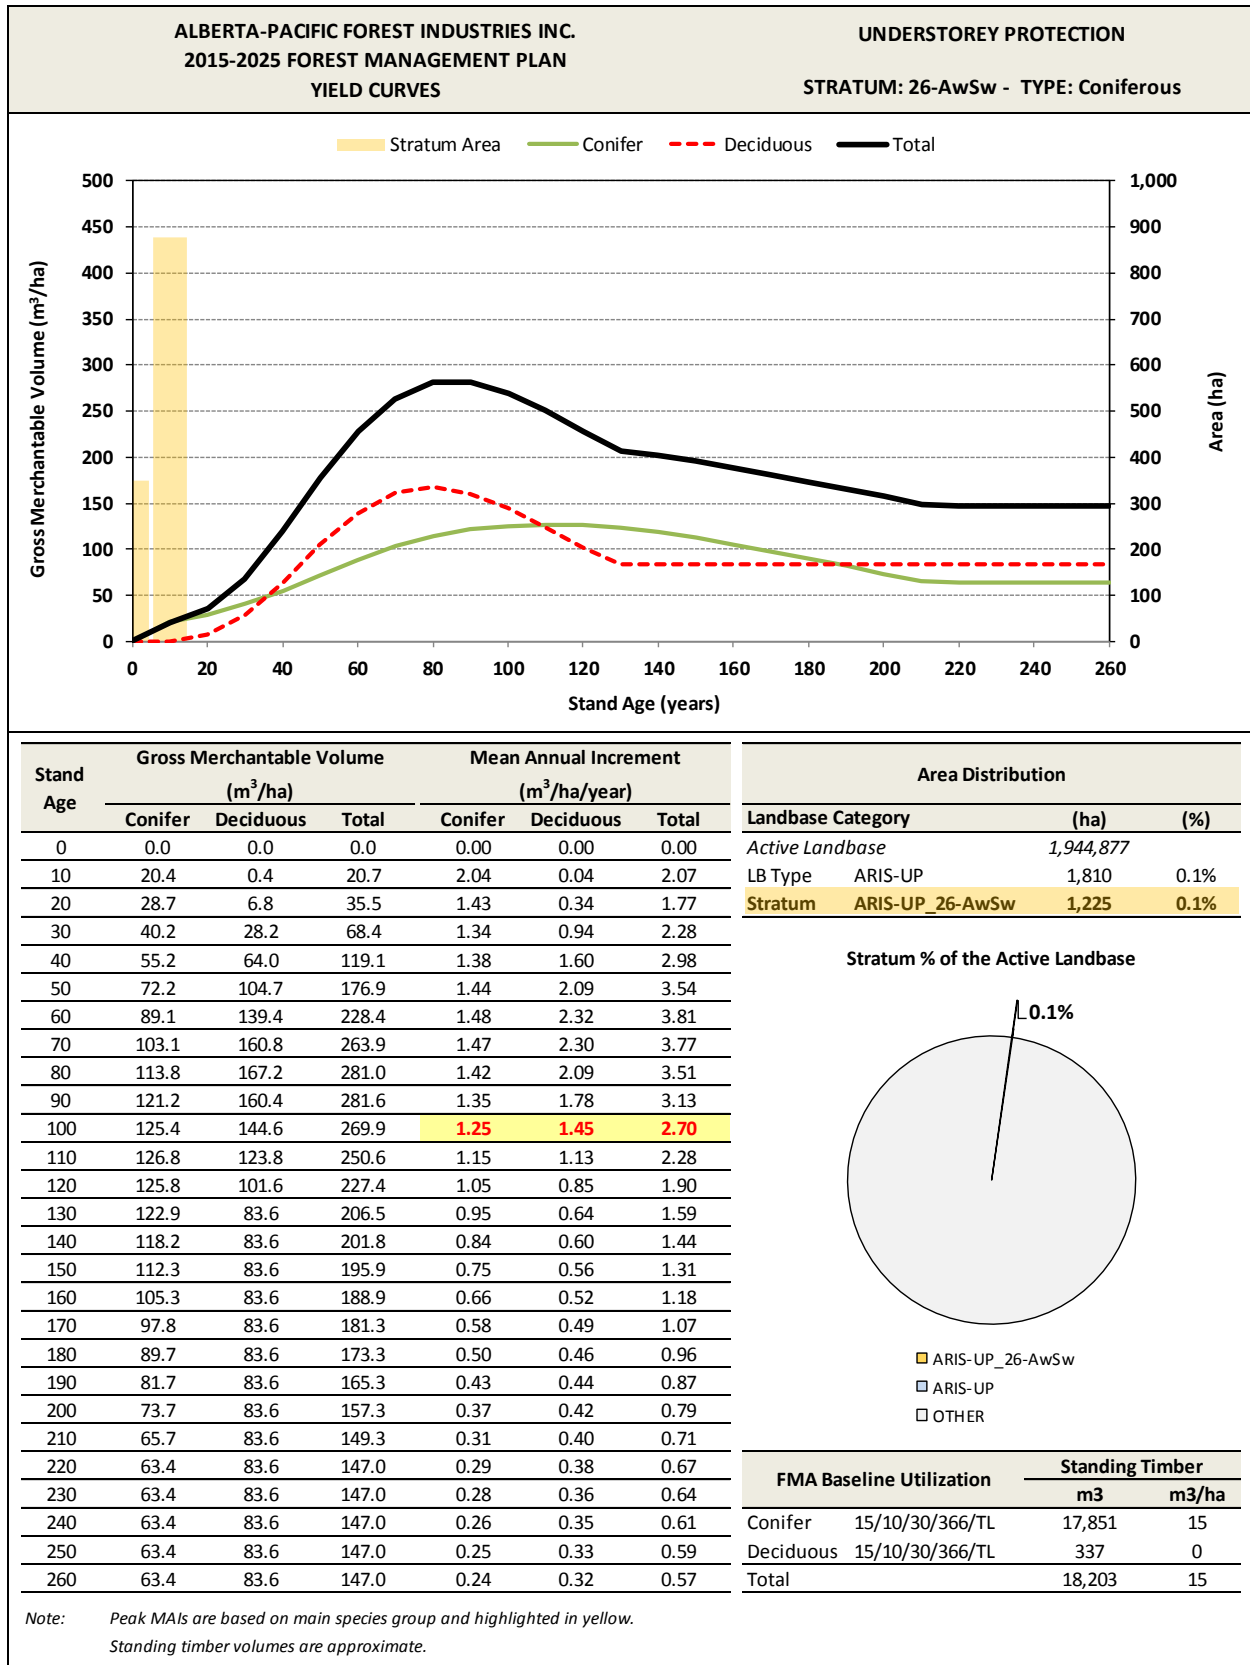 ALBERTA-PACIFIC FOREST INDUSTRIES INC.
2015-2025 FOREST MANAGEMENT PLAN
YIELD CURVES
UNDERSTOREY PROTECTION
STRATUM: 26-AwSw - TYPE: Coniferous
Stratum Area Conifer Deciduous Total
Gross Merchantable Volume (m³/ha)
500
450
400
350
300
250
200
150
100
50
0
1,000
900
800
700
600
500
400
300
200
100
0
Area (ha)
0 20 40 60 80 100 120 140 160 180 200 220 240 260
Stand Age (years)
Stand Age
Gross Merchantable Volume (m³/ha)
Mean Annual Increment (m³/ha/year)
Conifer Deciduous Total Conifer Deciduous Total
0 0.0 0.0 0.0 0.00 0.00 0.00
10 20.4 0.4 20.7 2.04 0.04 2.07
20 28.7 6.8 35.5 1.43 0.34 1.77
30 40.2 28.2 68.4 1.34 0.94 2.28
40 55.2 64.0 119.1 1.38 1.60 2.98
50 72.2 104.7 176.9 1.44 2.09 3.54
60 89.1 139.4 228.4 1.48 2.32 3.81
70 103.1 160.8 263.9 1.47 2.30 3.77
80 113.8 167.2 281.0 1.42 2.09 3.51
90 121.2 160.4 281.6 1.35 1.78 3.13
100 125.4 144.6 269.9 1.25 1.45 2.70
110 126.8 123.8 250.6 1.15 1.13 2.28
120 125.8 101.6 227.4 1.05 0.85 1.90
130 122.9 83.6 206.5 0.95 0.64 1.59
140 118.2 83.6 201.8 0.84 0.60 1.44
150 112.3 83.6 195.9 0.75 0.56 1.31
160 105.3 83.6 188.9 0.66 0.52 1.18
170 97.8 83.6 181.3 0.58 0.49 1.07
180 89.7 83.6 173.3 0.50 0.46 0.96
190 81.7 83.6 165.3 0.43 0.44 0.87
200 73.7 83.6 157.3 0.37 0.42 0.79
210 65.7 83.6 149.3 0.31 0.40 0.71
220 63.4 83.6 147.0 0.29 0.38 0.67
230 63.4 83.6 147.0 0.28 0.36 0.64
240 63.4 83.6 147.0 0.26 0.35 0.61
250 63.4 83.6 147.0 0.25 0.33 0.59
260 63.4 83.6 147.0 0.24 0.32 0.57
Area Distribution
Landbase Category (ha) (%)
Active Landbase 1,944,877
LB Type ARIS-UP 1,810 0.1%
Stratum ARIS-UP_26-AwSw 1,225 0.1%
Stratum % of the Active Landbase
0.1%
ARIS-UP_26-AwSw
ARIS-UP
OTHER
FMA Baseline Utilization Standing Timber
m3 m3/ha
Conifer 15/10/30/366/TL 17,851 15
Deciduous 15/10/30/366/TL 337 0
Total 18,203 15
Note: Peak MAIs are based on main species group and highlighted in yellow.
Standing timber volumes are approximate.